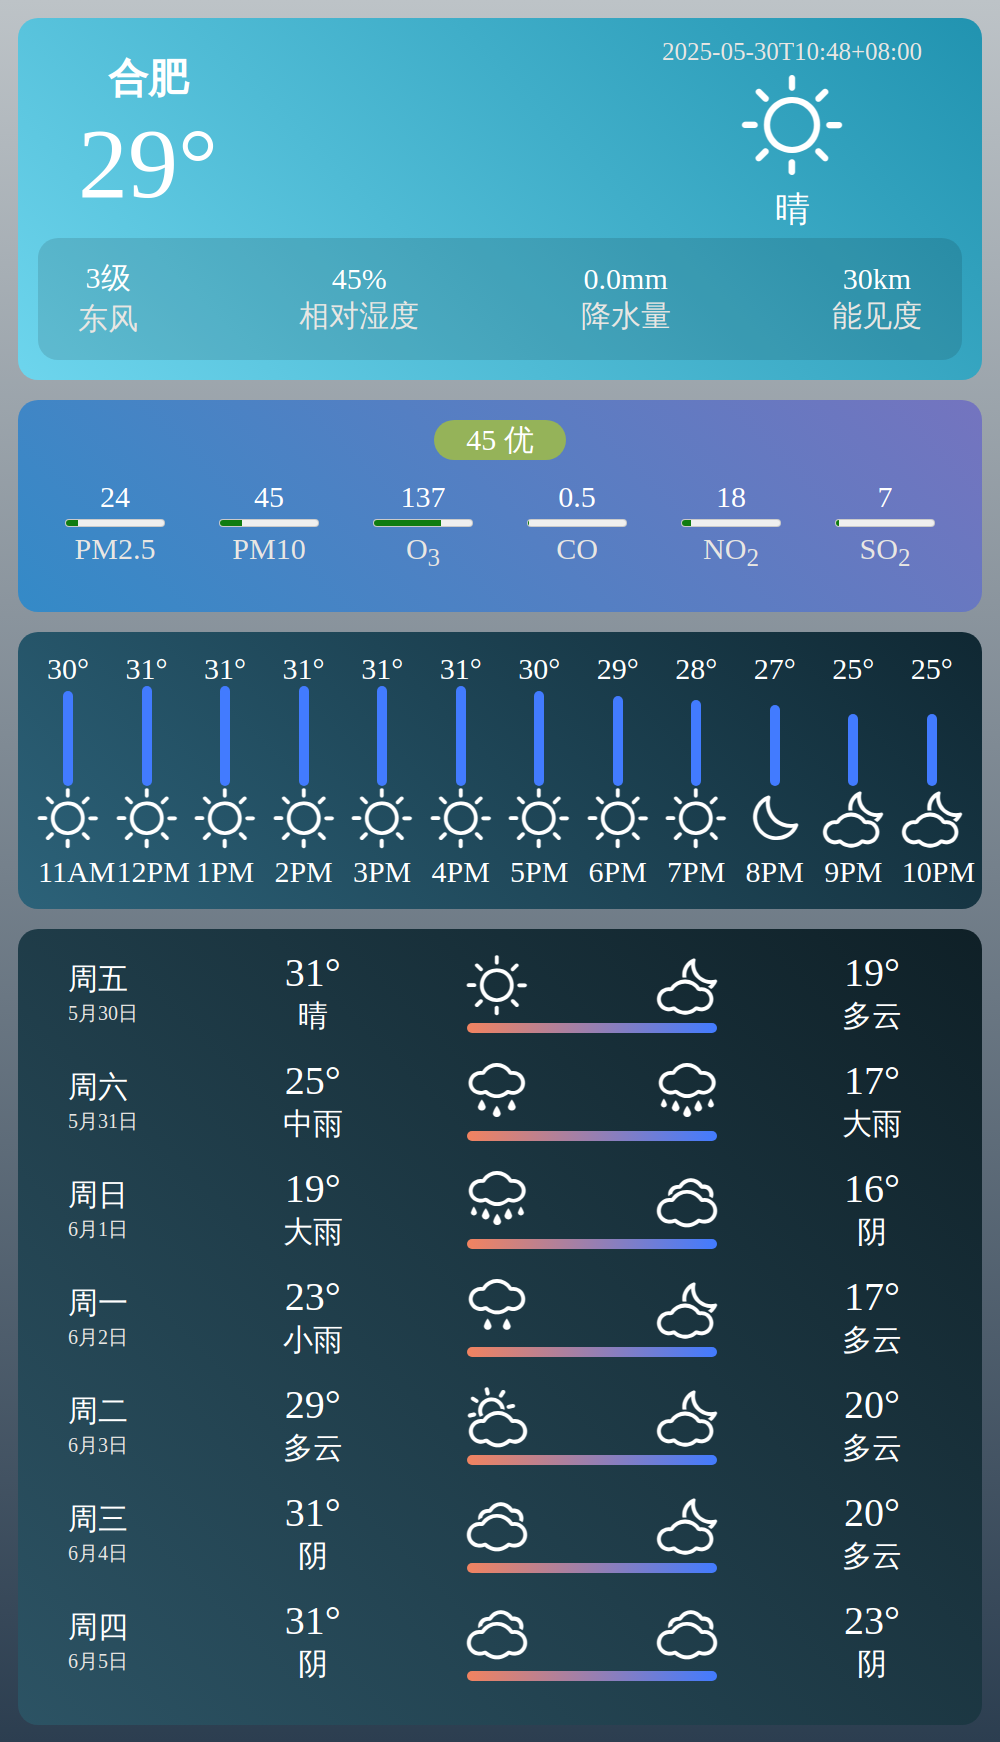 合肥
29°
2025-05-30T10:48+08:00
晴
3级 45% 0.0mm 30km
东风 相对湿度 降水量 能见度
45 优
24 45 137 0.5 18 7
PM2.5 PM10 O3 CO NO2 SO2
30° 31° 31° 31° 31° 31° 30° 29° 28° 27° 25° 25°
11AM 12PM 1PM 2PM 3PM 4PM 5PM 6PM 7PM 8PM 9PM 10PM
周五 31° 19°
5月30日 晴 多云
周六 25° 17°
5月31日 中雨 大雨
周日 19° 16°
6月1日 大雨 阴
周一 23° 17°
6月2日 小雨 多云
周二 29° 20°
6月3日 多云 多云
周三 31° 20°
6月4日 阴 多云
周四 31° 23°
6月5日 阴 阴